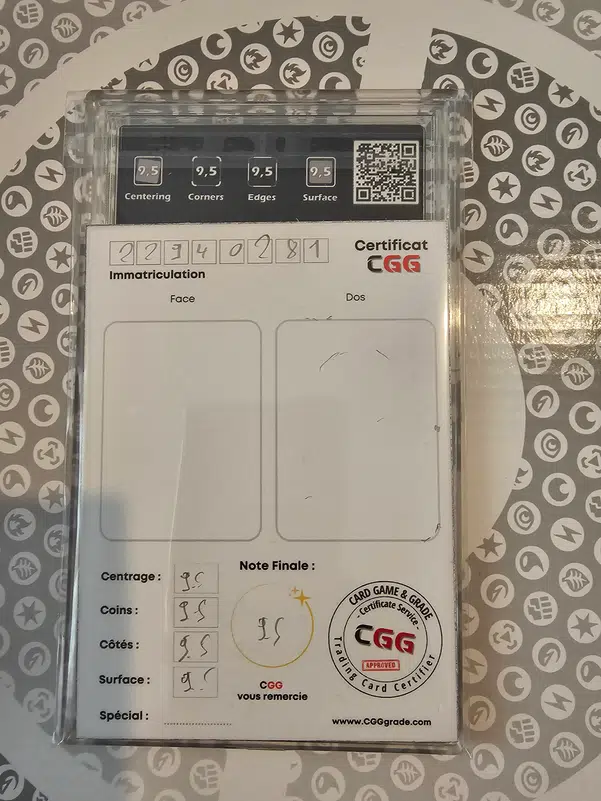 9,5 9,5 9,5 9,5
Centering Corners Edges Surface
22940281
Certificat
CGG
Immatriculation
Face Dos
Centrage : 9.5
Coins : 9.5
Côtés : 9.5
Surface : 9.5
Spécial : ....................
Note Finale :
9.5
CGG
vous remercie
CARD GAME & GRADE
- Certificate Service -
CGG
APPROVED
Trading Card Certifier
www.CGGgrade.com